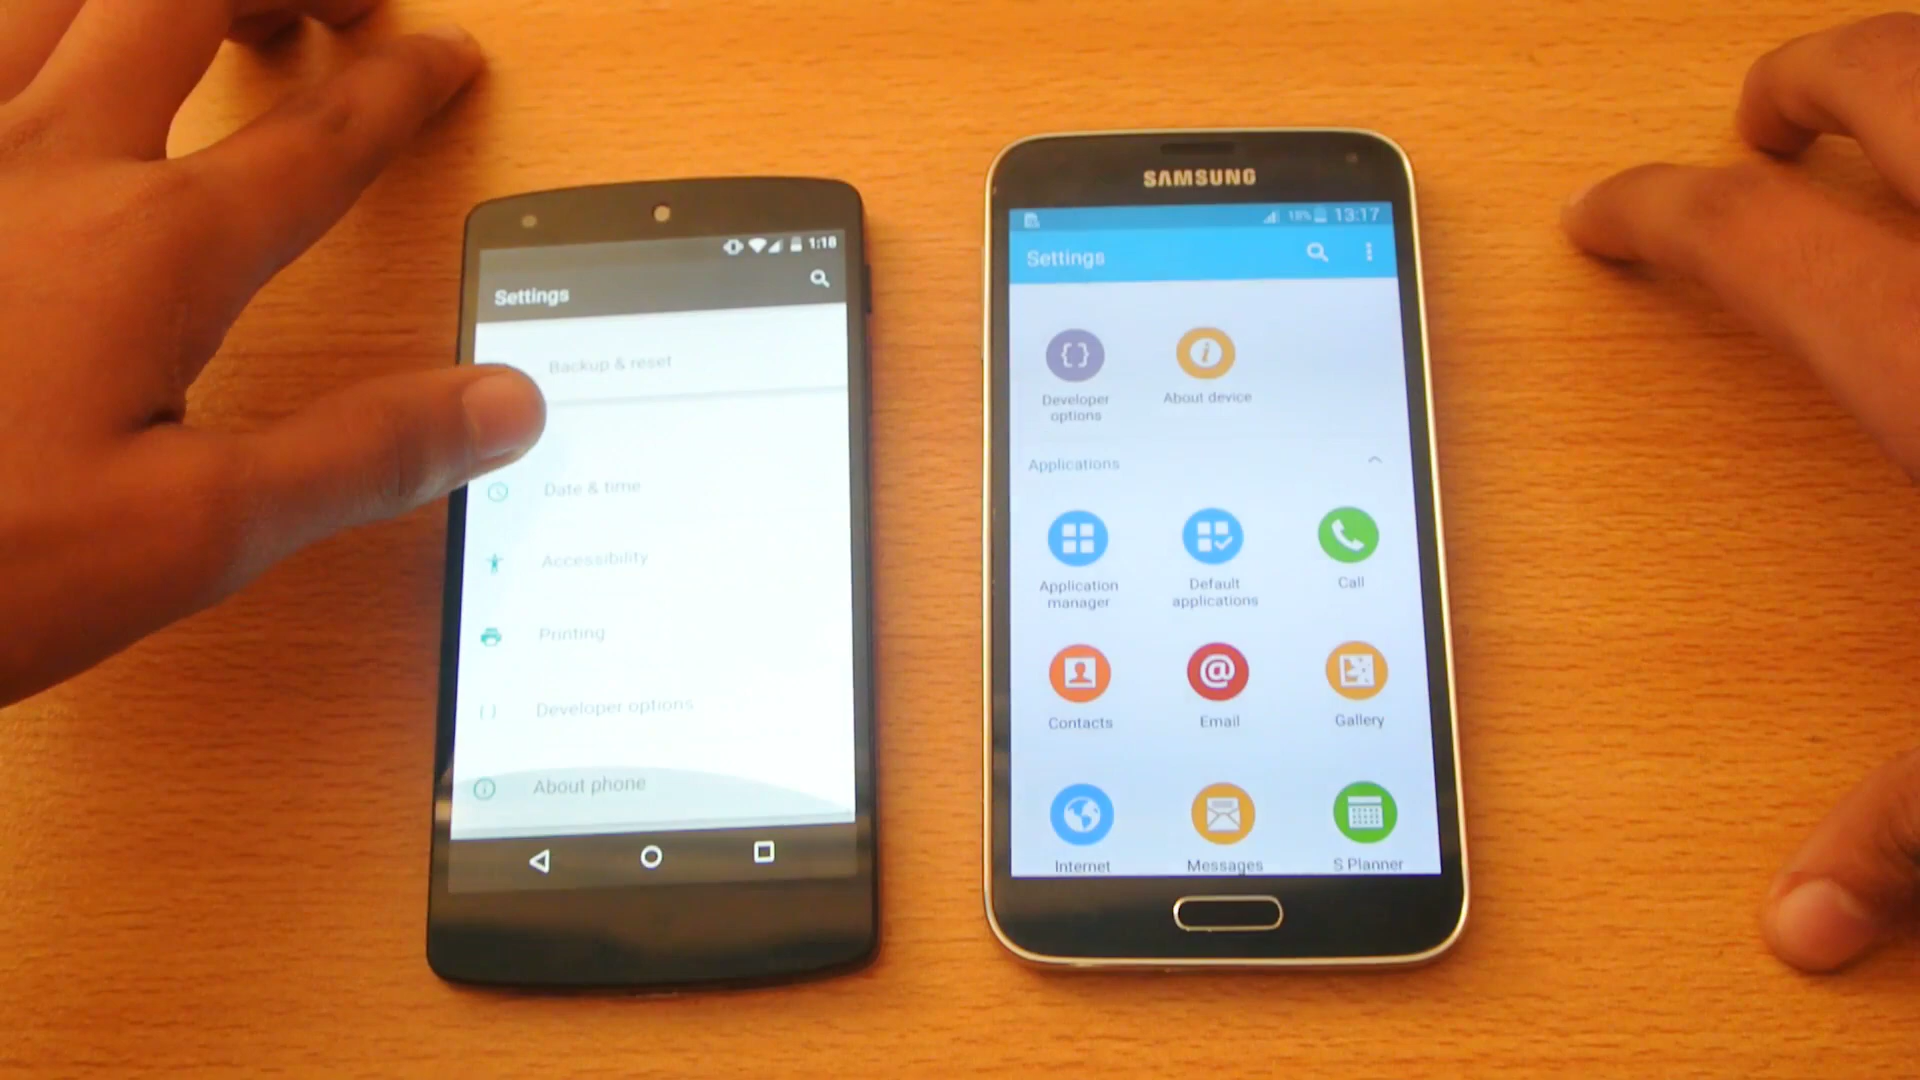 1:18
Settings
Backup & reset
Date & time
Accessibility
Printing
Developer options
About phone
SAMSUNG
18% 13:17
Settings
Developer
options
About device
Applications
Application
manager
Default
applications
Call
Contacts
Email
Gallery
Internet
Messages
S Planner